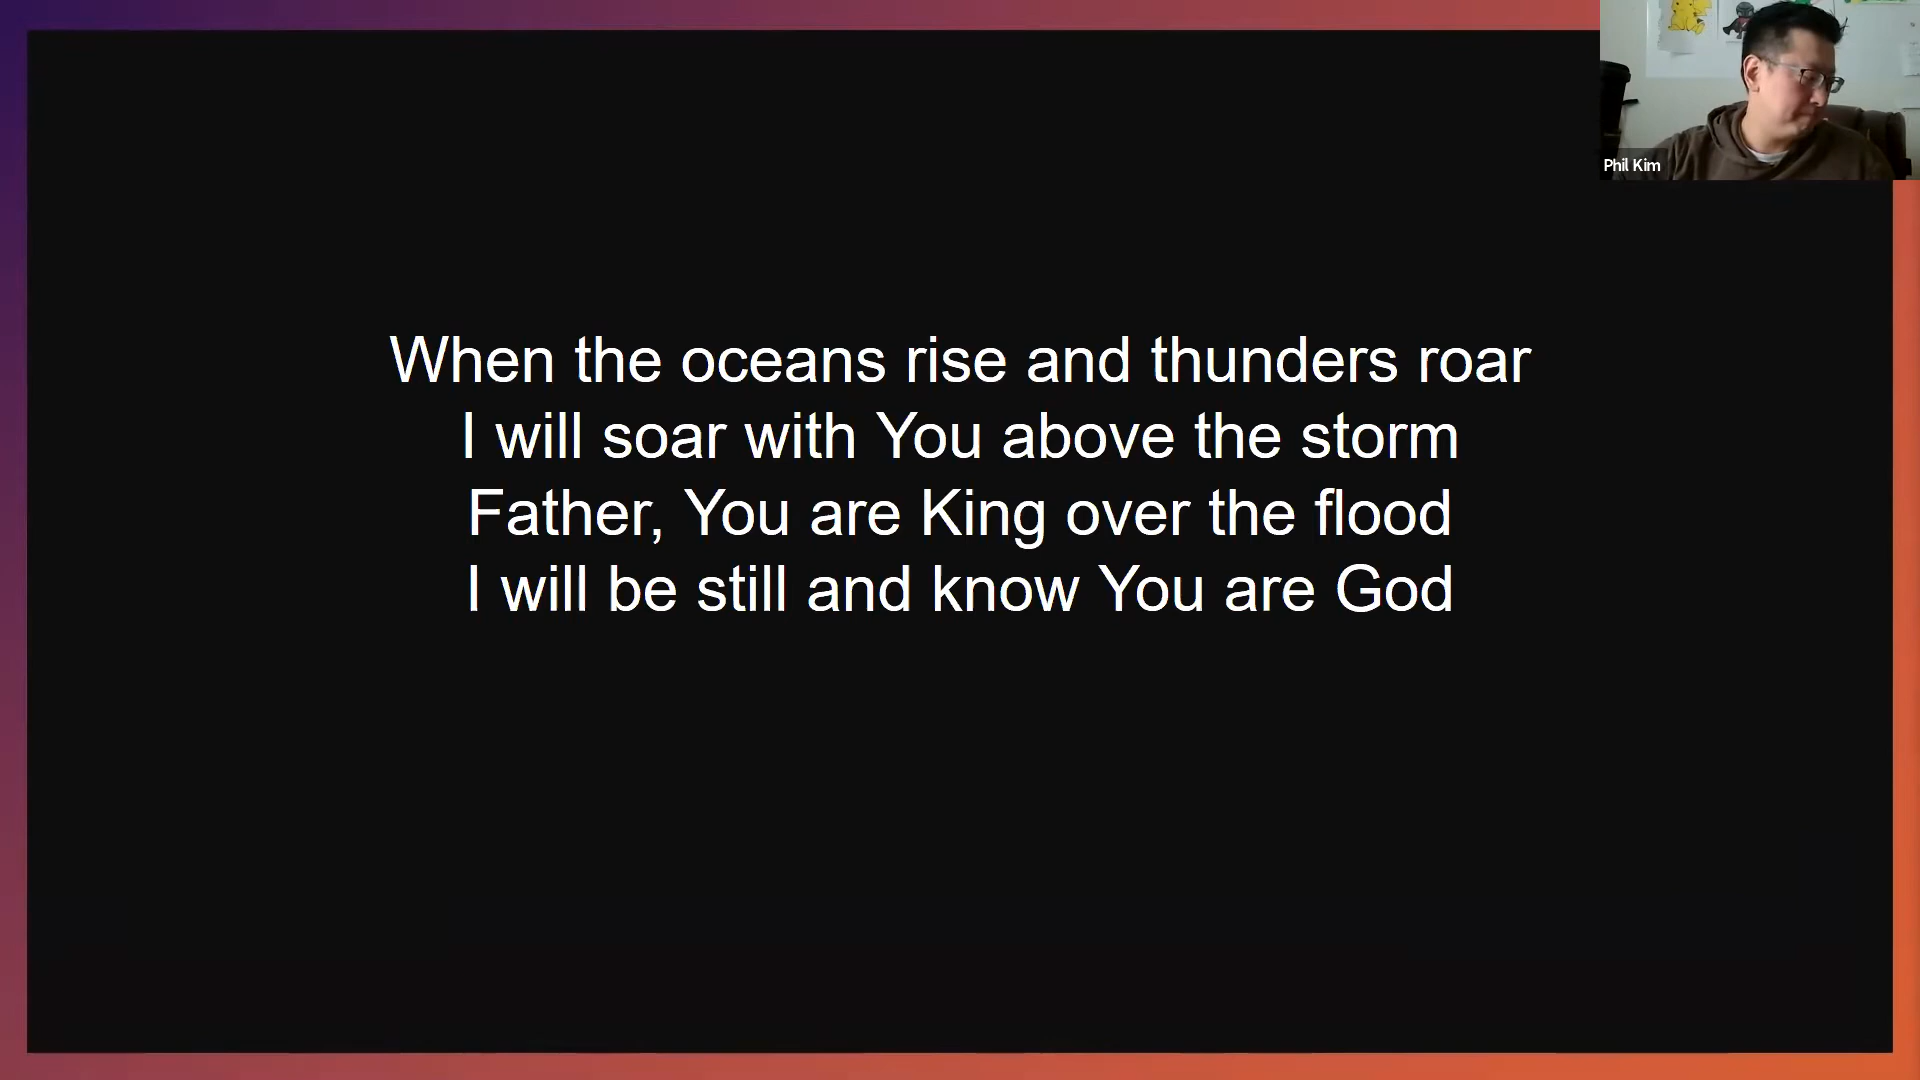 When the oceans rise and thunders roar
I will soar with You above the storm
Father, You are King over the flood
I will be still and know You are God
Phil Kim